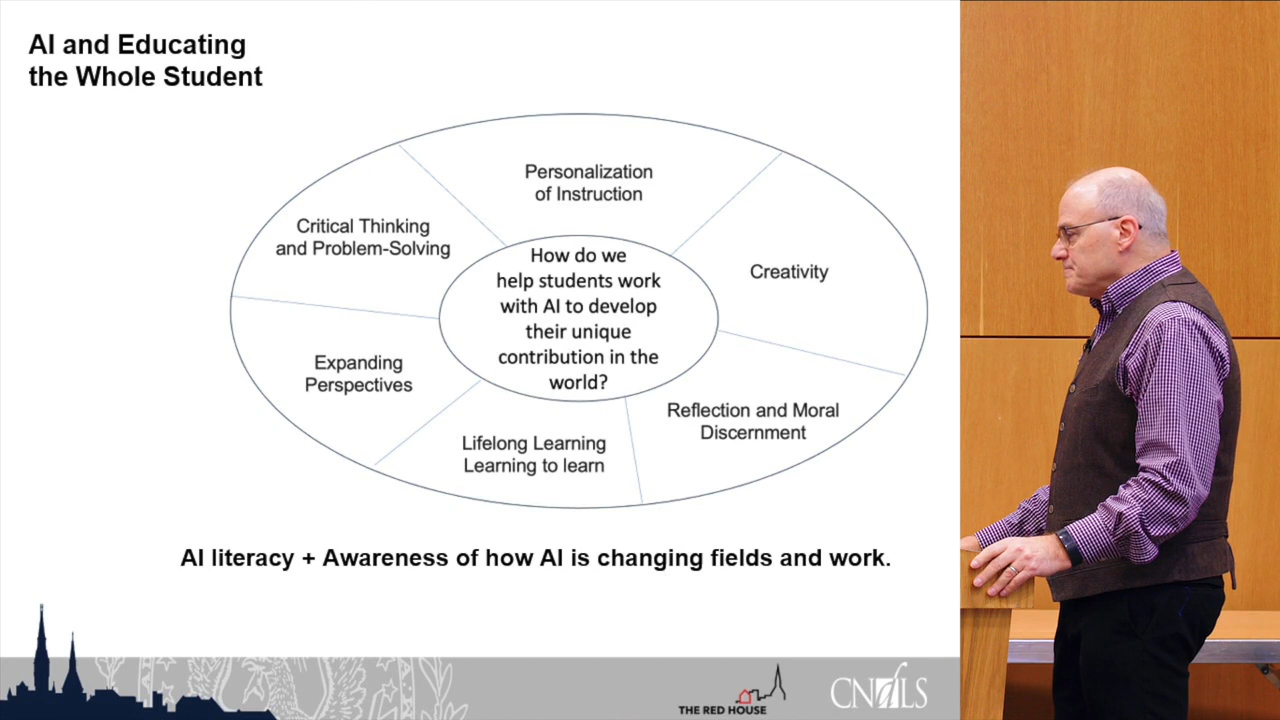 AI and Educating
the Whole Student
Personalization
of Instruction
Critical Thinking
and Problem-Solving
Creativity
How do we
help students work
with AI to develop
their unique
contribution in the
world?
Expanding
Perspectives
Reflection and Moral
Discernment
Lifelong Learning
Learning to learn
AI literacy + Awareness of how AI is changing fields and work.
THE RED HOUSE
CNDLS